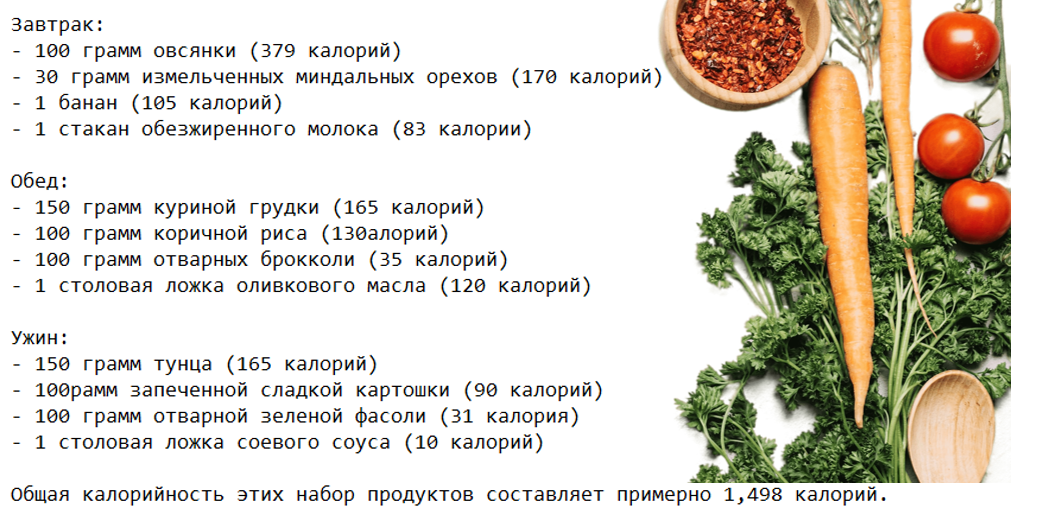 Завтрак:
- 100 грамм овсянки (379 калорий)
- 30 грамм измельченных миндальных орехов (170 калорий)
- 1 банан (105 калорий)
- 1 стакан обезжиренного молока (83 калории)
Обед:
- 150 грамм куриной грудки (165 калорий)
- 100 грамм коричной риса (130алорий)
- 100 грамм отварных брокколи (35 калорий)
- 1 столовая ложка оливкового масла (120 калорий)
Ужин:
- 150 грамм тунца (165 калорий)
- 100рамм запеченной сладкой картошки (90 калорий)
- 100 грамм отварной зеленой фасоли (31 калория)
- 1 столовая ложка соевого соуса (10 калорий)
Общая калорийность этих набор продуктов составляет примерно 1,498 калорий.